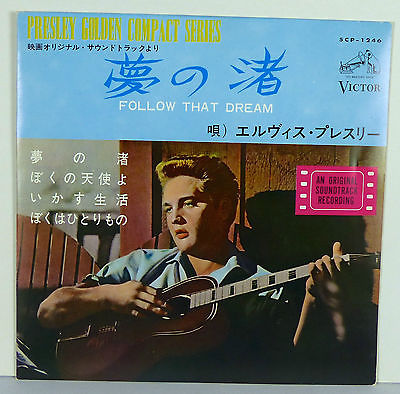 PRESLEY GOLDEN COMPACT SERIES
SCP-1246
映画オリジナル・サウンドトラックより
夢の渚
VICTOR
FOLLOW THAT DREAM
唄)エルヴィス・プレスリー
夢の渚
ぼくの天使よ
いかす生活
ぼくはひとりもの
AN ORIGINAL
SOUNDTRACK
RECORDING